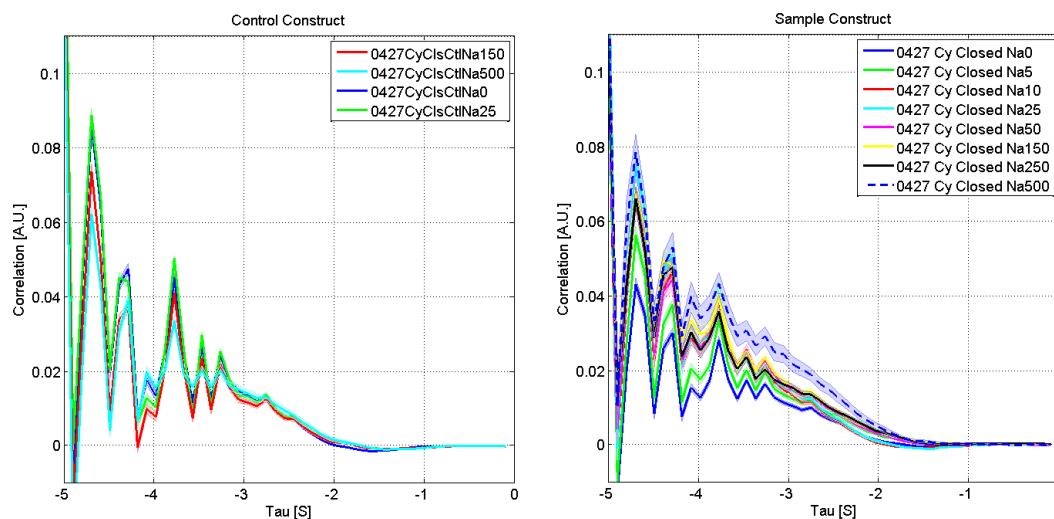 Control Construct
0.1
0.08
0.06
0.04
0.02
0
Correlation [A.U.]
-5
-4
-3
-2
-1
0
Tau [S]
0427CyClsCtlNa150
0427CyClsCtlNa500
0427CyClsCtlNa0
0427CyClsCtlNa25
Sample Construct
0.1
0.08
0.06
0.04
0.02
0
Correlation [A.U.]
-5
-4
-3
-2
-1
Tau [S]
0427 Cy Closed Na0
0427 Cy Closed Na5
0427 Cy Closed Na10
0427 Cy Closed Na25
0427 Cy Closed Na50
0427 Cy Closed Na150
0427 Cy Closed Na250
0427 Cy Closed Na500